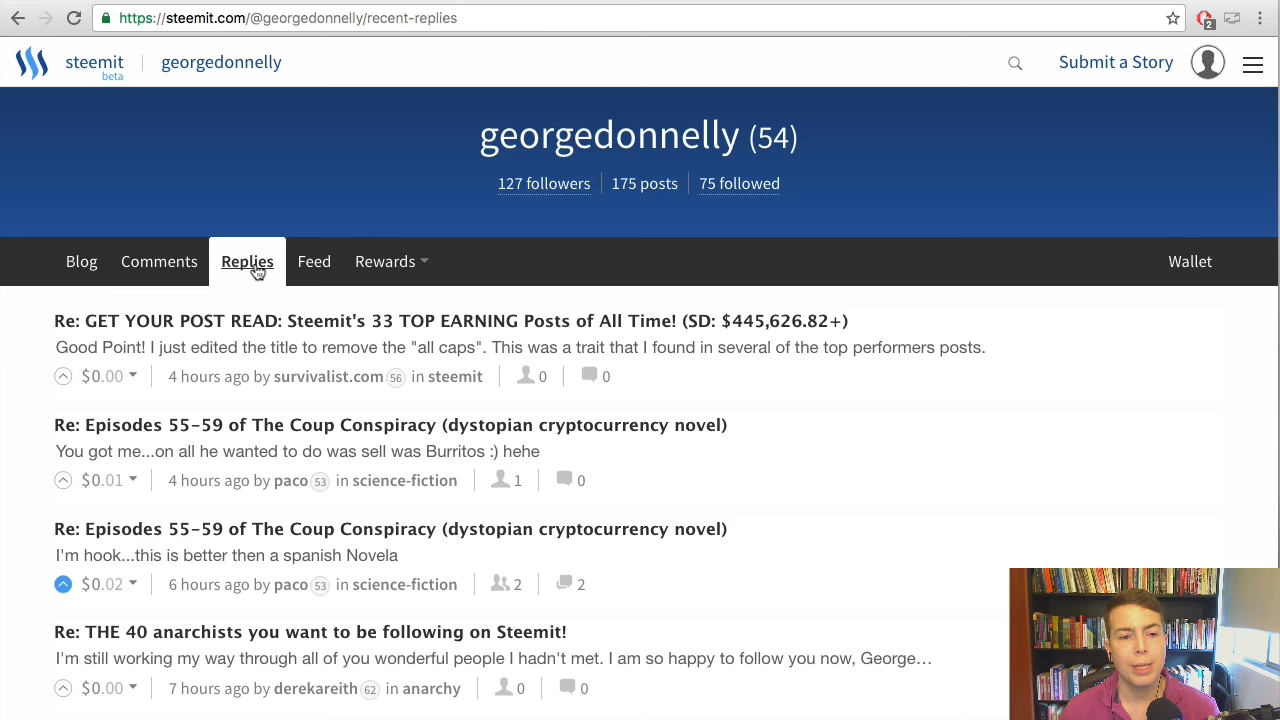 https://steemit.com/@georgedonnelly/recent-replies
2
steemit
beta
georgedonnelly
Submit a Story
georgedonnelly (54)
127 followers 175 posts 75 followed
Blog Comments Replies Feed Rewards Wallet
Re: GET YOUR POST READ: Steemit's 33 TOP EARNING Posts of All Time! (SD: $445,626.82+)
Good Point! I just edited the title to remove the "all caps". This was a trait that I found in several of the top performers posts.
$0.00 4 hours ago by survivalist.com 56 in steemit 0 0
Re: Episodes 55-59 of The Coup Conspiracy (dystopian cryptocurrency novel)
You got me...on all he wanted to do was sell was Burritos :) hehe
$0.01 4 hours ago by paco 53 in science-fiction 1 0
Re: Episodes 55-59 of The Coup Conspiracy (dystopian cryptocurrency novel)
I'm hook...this is better then a spanish Novela
$0.02 6 hours ago by paco 53 in science-fiction 2 2
Re: THE 40 anarchists you want to be following on Steemit!
I'm still working my way through all of you wonderful people I hadn't met. I am so happy to follow you now, George…
$0.00 7 hours ago by derekareith 62 in anarchy 0 0